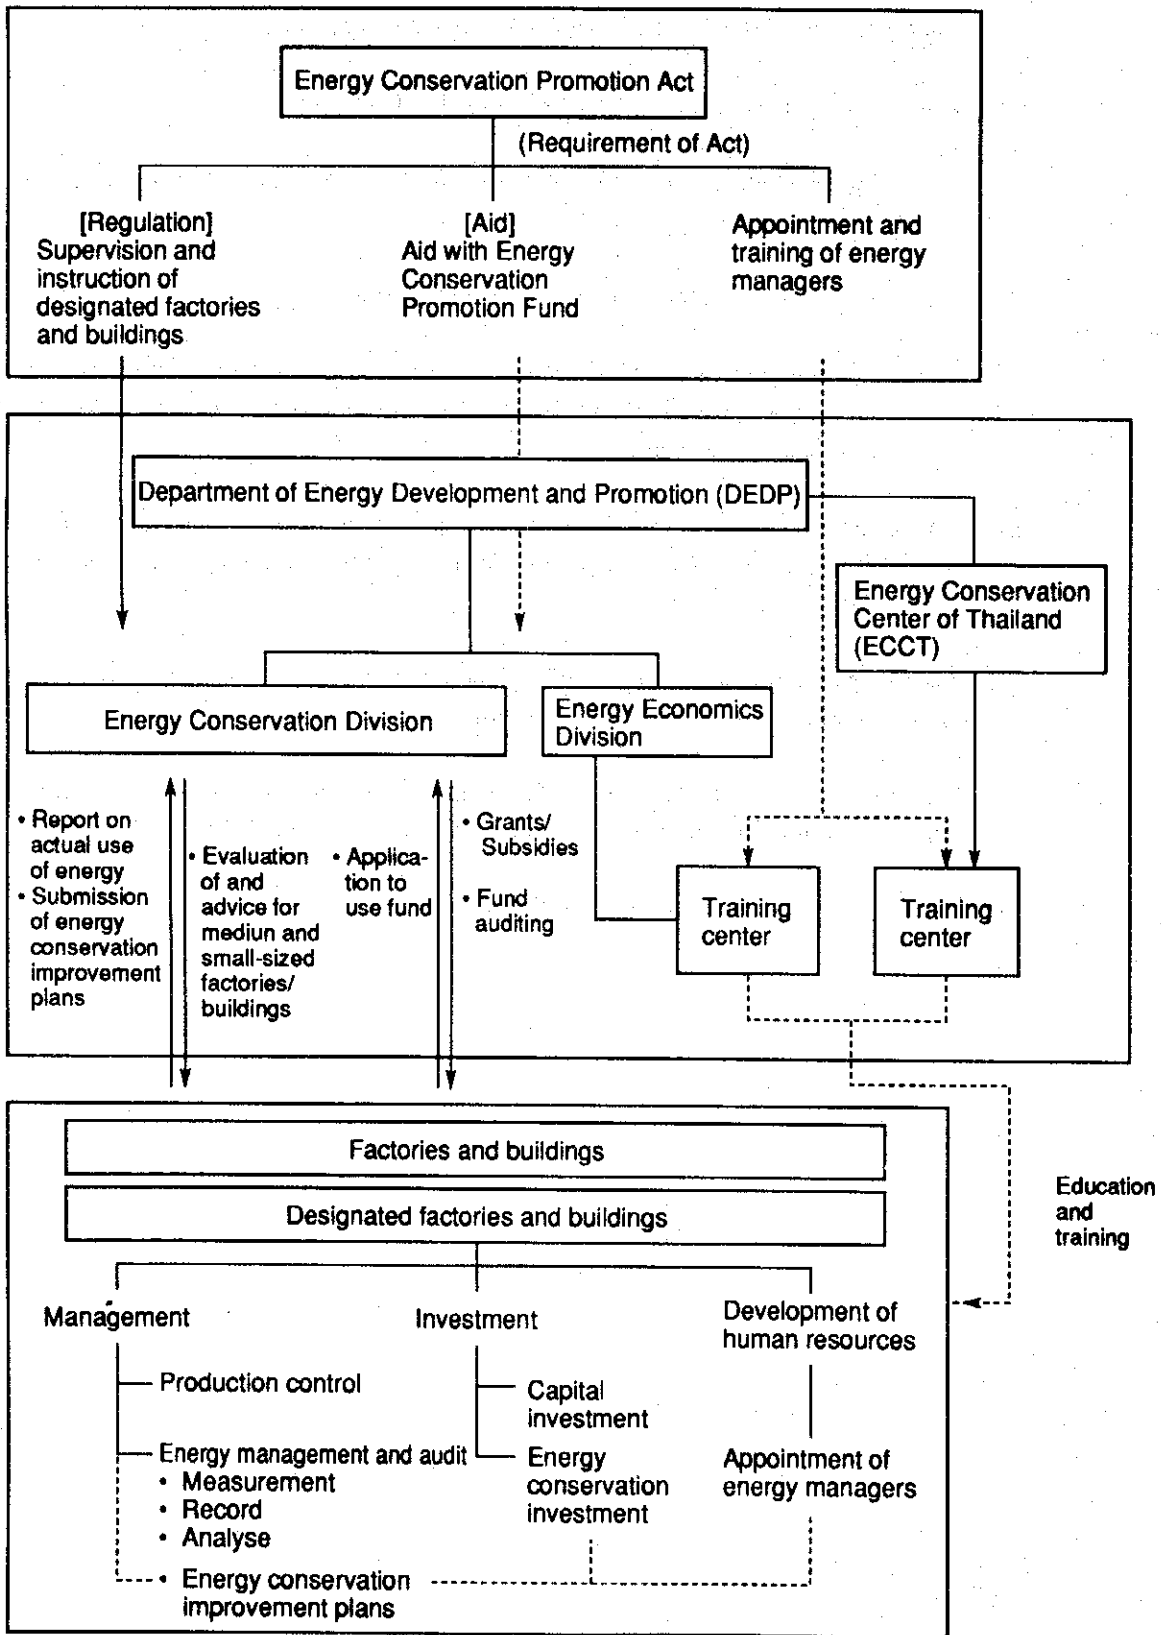 Energy Conservation Promotion Act
(Requirement of Act)
[Regulation]
Supervision and
instruction of
designated factories
and buildings
[Aid]
Aid with Energy
Conservation
Promotion Fund
Appointment and
training of energy
managers
Department of Energy Development and Promotion (DEDP)
Energy Conservation
Center of Thailand
(ECCT)
Energy Conservation Division
Energy Economics
Division
• Report on
actual use
of energy
• Submission
of energy
conservation
improvement
plans
• Evaluation
of and
advice for
mediun and
small-sized
factories/
buildings
• Applica-
tion to
use fund
• Grants/
Subsidies
• Fund
auditing
Training
center
Training
center
Factories and buildings
Designated factories and buildings
Education
and
training
Management
Production control
Energy management and audit
• Measurement
• Record
• Analyse
• Energy conservation
improvement plans
Investment
Capital
investment
Energy
conservation
investment
Development of
human resources
Appointment of
energy managers